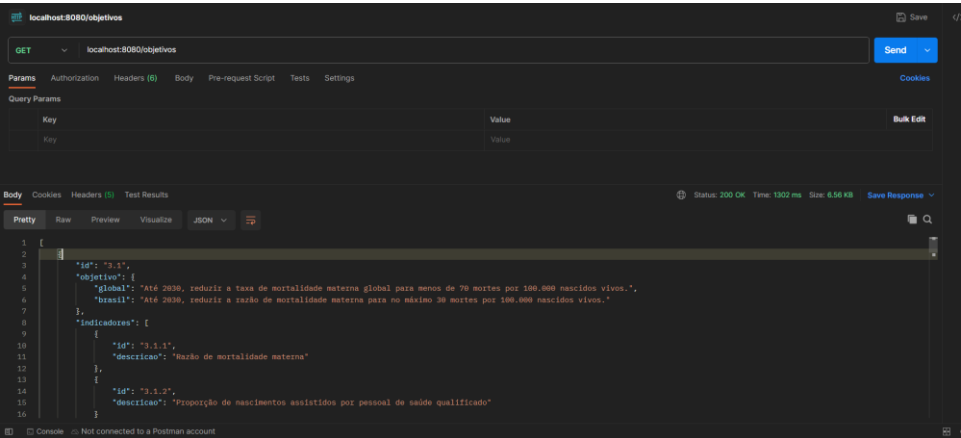 localhost:8080/objetivos
Save
GET localhost:8080/objetivos Send
Params Authorization Headers (6) Body Pre-request Script Tests Settings Cookies
Query Params
Key Value Bulk Edit
Key Value
Body Cookies Headers (5) Test Results Status: 200 OK Time: 1302 ms Size: 6.56 KB Save Response
Pretty Raw Preview Visualize JSON
1 [
2 {
3 "id": "3.1",
4 "objetivo": {
5 "global": "Até 2030, reduzir a taxa de mortalidade materna global para menos de 70 mortes por 100.000 nascidos vivos.",
6 "brasil": "Até 2030, reduzir a razão de mortalidade materna para no máximo 30 mortes por 100.000 nascidos vivos."
7 },
8 "indicadores": [
9 {
10 "id": "3.1.1",
11 "descricao": "Razão de mortalidade materna"
12 },
13 {
14 "id": "3.1.2",
15 "descricao": "Proporção de nascimentos assistidos por pessoal de saúde qualificado"
16 }
Console Not connected to a Postman account